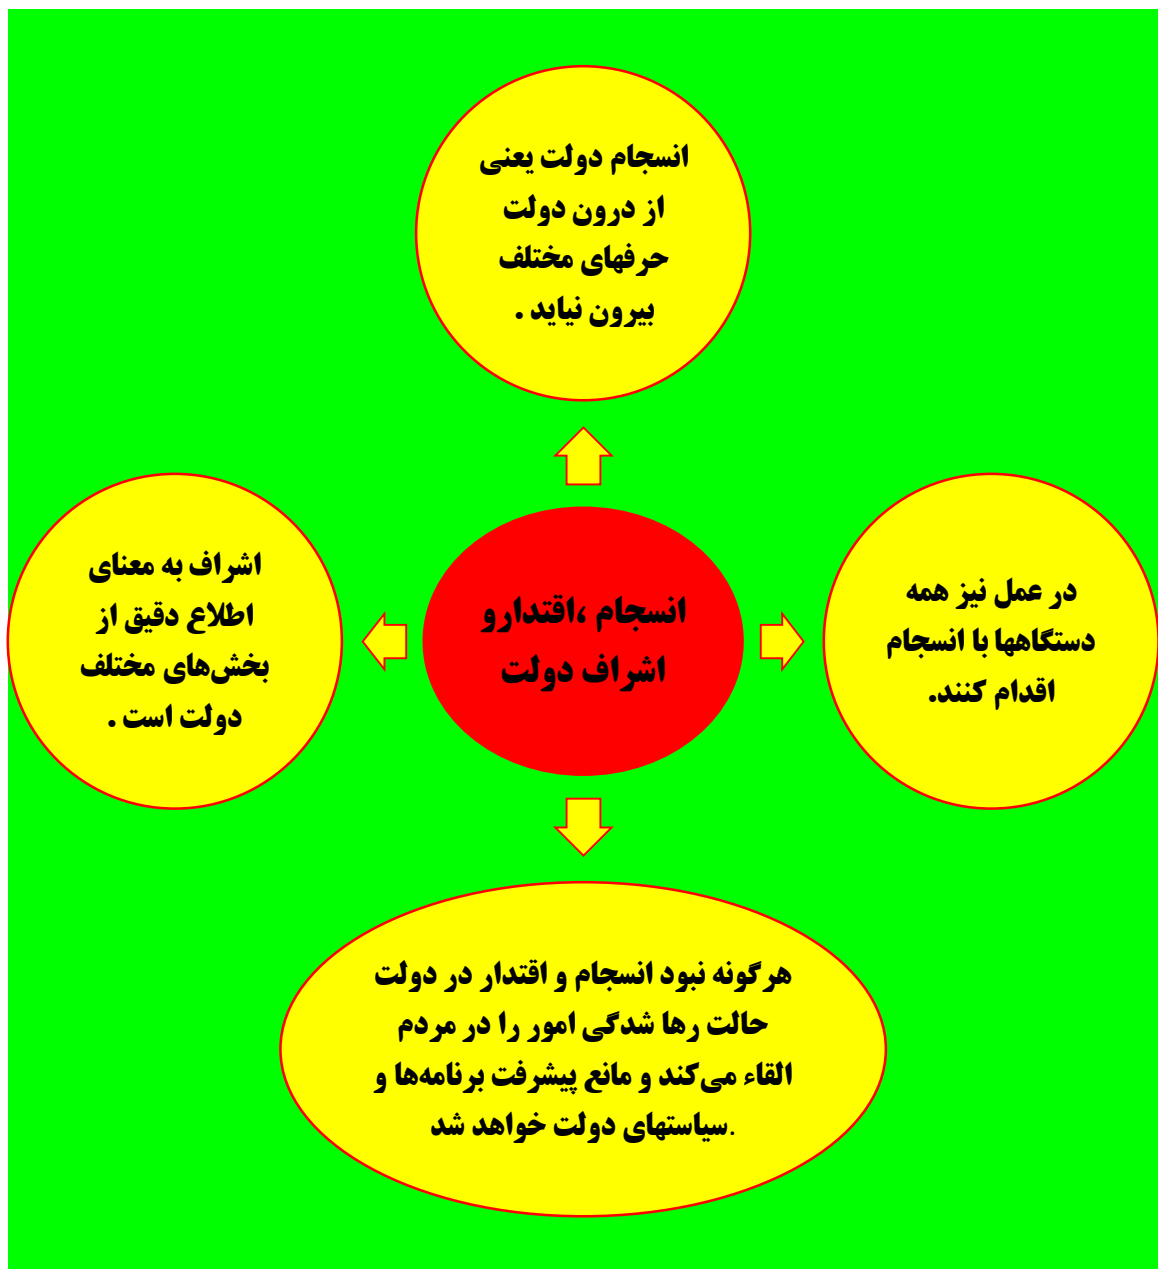 انسجام دولت یعنی
از درون دولت
حرفهای مختلف
بیرون نیاید .
در عمل نیز همه
دستگاهها با انسجام
اقدام کنند.
انسجام ،اقتدارو
اشراف دولت
اشراف به معنای
اطلاع دقیق از
بخش‌های مختلف
دولت است .
هرگونه نبود انسجام و اقتدار در دولت
حالت رها شدگی امور را در مردم
القاء می‌کند و مانع پیشرفت برنامه‌ها و
سیاستهای دولت خواهد شد.